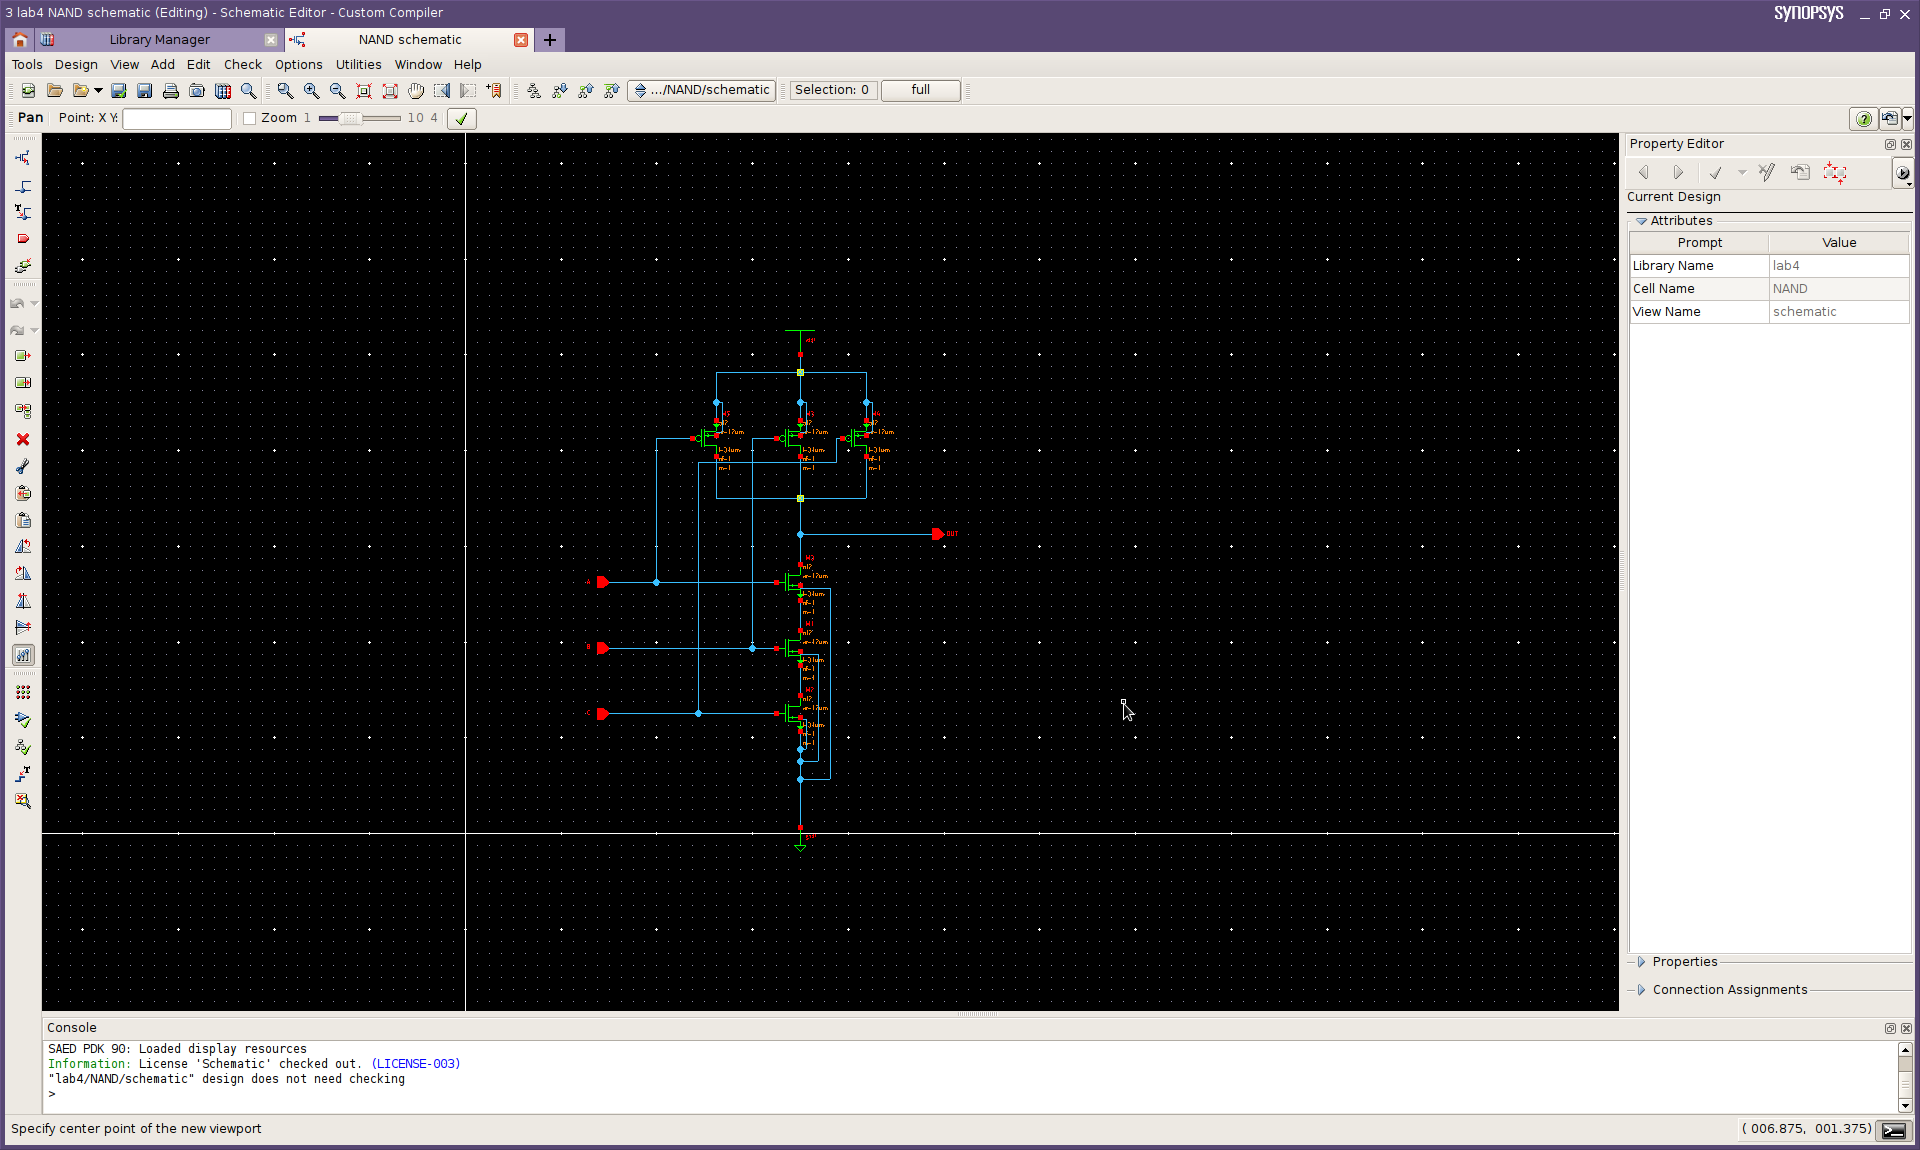 3 lab4 NAND schematic (Editing) - Schematic Editor - Custom Compiler
SYNOPSYS
Library Manager
NAND schematic
Tools Design View Add Edit Check Options Utilities Window Help
.../NAND/schematic
Selection: 0
full
Pan
Point: X Y:
Zoom 1
10 4
Property Editor
Current Design
Attributes
Prompt Value
Library Name lab4
Cell Name NAND
View Name schematic
OUT
Properties
Connection Assignments
Console
SAED PDK 90: Loaded display resources
Information: License 'Schematic' checked out. (LICENSE-003)
"lab4/NAND/schematic" design does not need checking
>
Specify center point of the new viewport
( 006.875, 001.375)